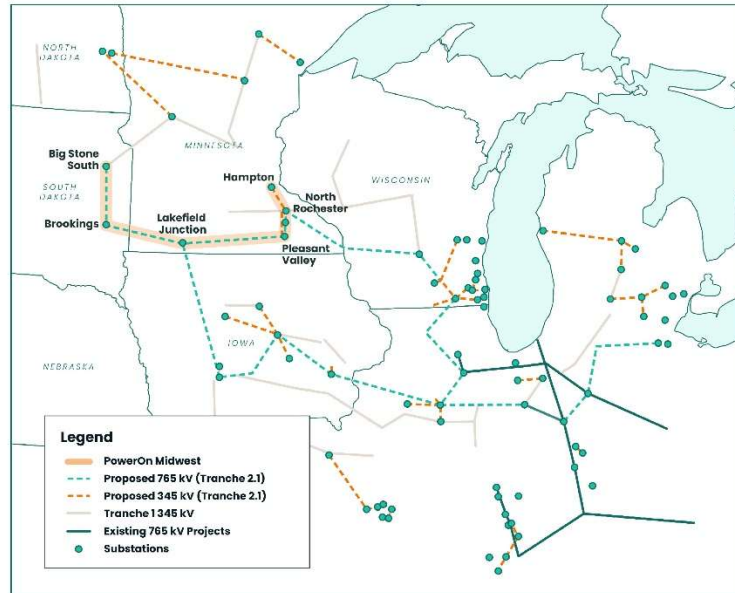 NORTH
DAKOTA
MINNESOTA
Big Stone
South
SOUTH
DAKOTA
Brookings
Lakefield
Junction
Hampton
North
Rochester
Pleasant
Valley
WISCONSIN
IOWA
NEBRASKA
Legend
PowerOn Midwest
Proposed 765 kV (Tranche 2.1)
Proposed 345 kV (Tranche 2.1)
Tranche 1 345 kV
Existing 765 kV Projects
Substations